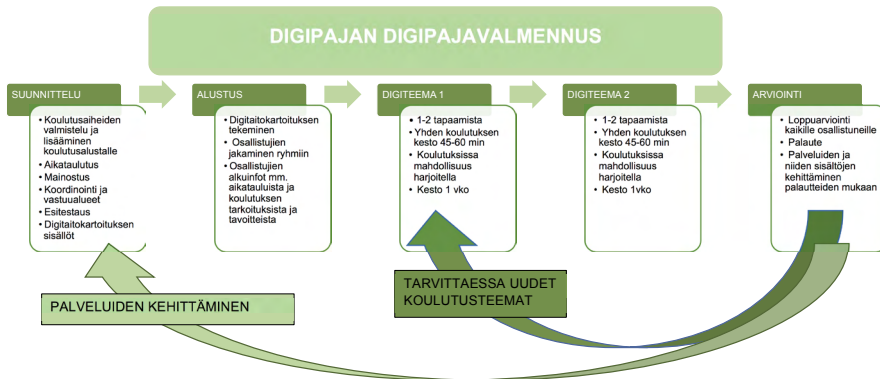 DIGIPAJAN DIGIPAJAVALMENNUS
SUUNNITTELU
• Koulutusaiheiden
valmistelu ja
lisääminen
koulutusalustalle
• Aikataulutus
• Mainostus
• Koordinointi ja
vastuualueet
• Esitestaus
• Digitaitokartoituksen
sisällöt
ALUSTUS
• Digitaitokartoituksen
tekeminen
• Osallistujien
jakaminen ryhmiin
• Osallistujien
alkuinfot mm.
aikatauluista ja
koulutuksen
tarkoituksista ja
tavoitteista
DIGITEEMA 1
• 1-2 tapaamista
• Yhden koulutuksen
kesto 45-60 min
• Koulutuksissa
mahdollisuus
harjoitella
• Kesto 1 vko
DIGITEEMA 2
• 1-2 tapaamista
• Yhden koulutuksen
kesto 45-60 min
• Koulutuksissa
mahdollisuus
harjoitella
• Kesto 1vko
ARVIOINTI
• Loppuarviointi
kaikille osallistuneille
• Palaute
• Palveluiden ja
niiden sisältöjen
kehittäminen
palautteiden mukaan
PALVELUIDEN KEHITTÄMINEN
TARVITTAESSA UUDET
KOULUTUSTEEMAT